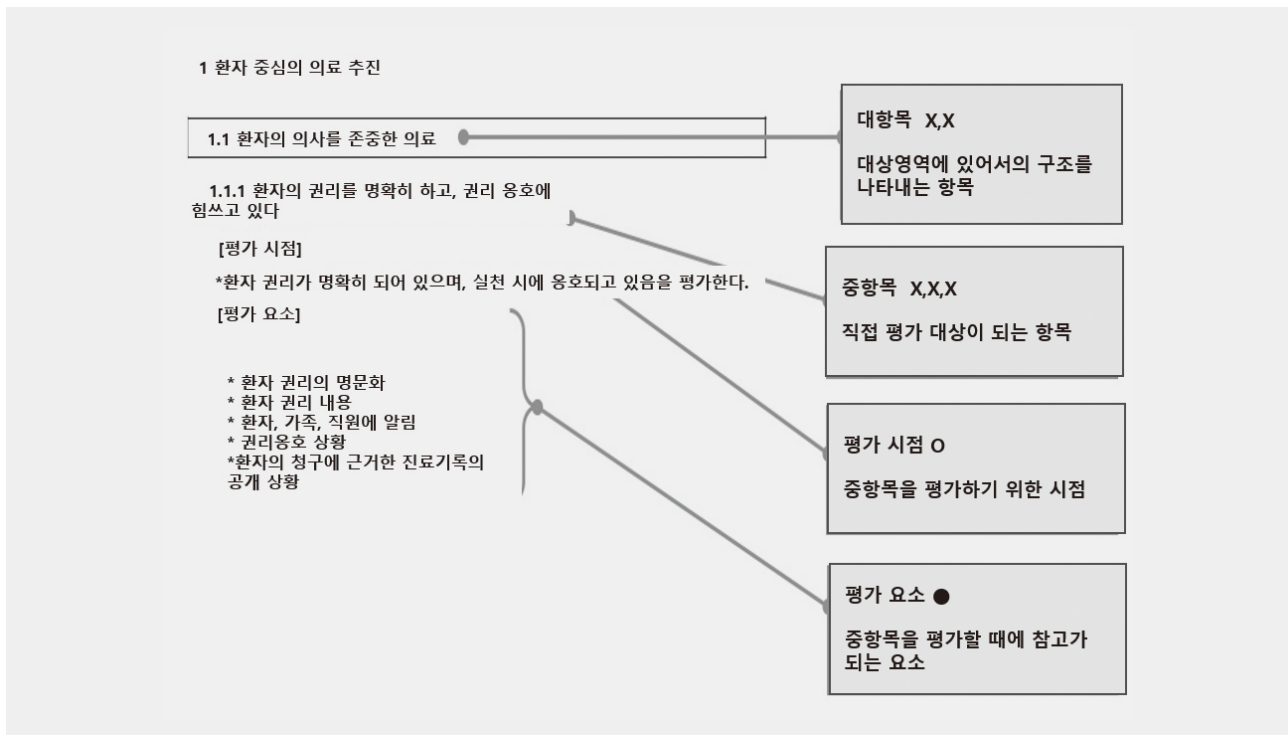 1 환자 중심의 의료 추진
1.1 환자의 의사를 존중한 의료
1.1.1 환자의 권리를 명확히 하고, 권리 옹호에
힘쓰고 있다
[평가 시점]
*환자 권리가 명확히 되어 있으며, 실천 시에 옹호되고 있음을 평가한다.
[평가 요소]
* 환자 권리의 명문화
* 환자 권리 내용
* 환자, 가족, 직원에 알림
* 권리옹호 상황
*환자의 청구에 근거한 진료기록의
공개 상황
대항목 X,X
대상영역에 있어서의 구조를
나타내는 항목
중항목 X,X,X
직접 평가 대상이 되는 항목
평가 시점 O
중항목을 평가하기 위한 시점
평가 요소 ●
중항목을 평가할 때에 참고가
되는 요소